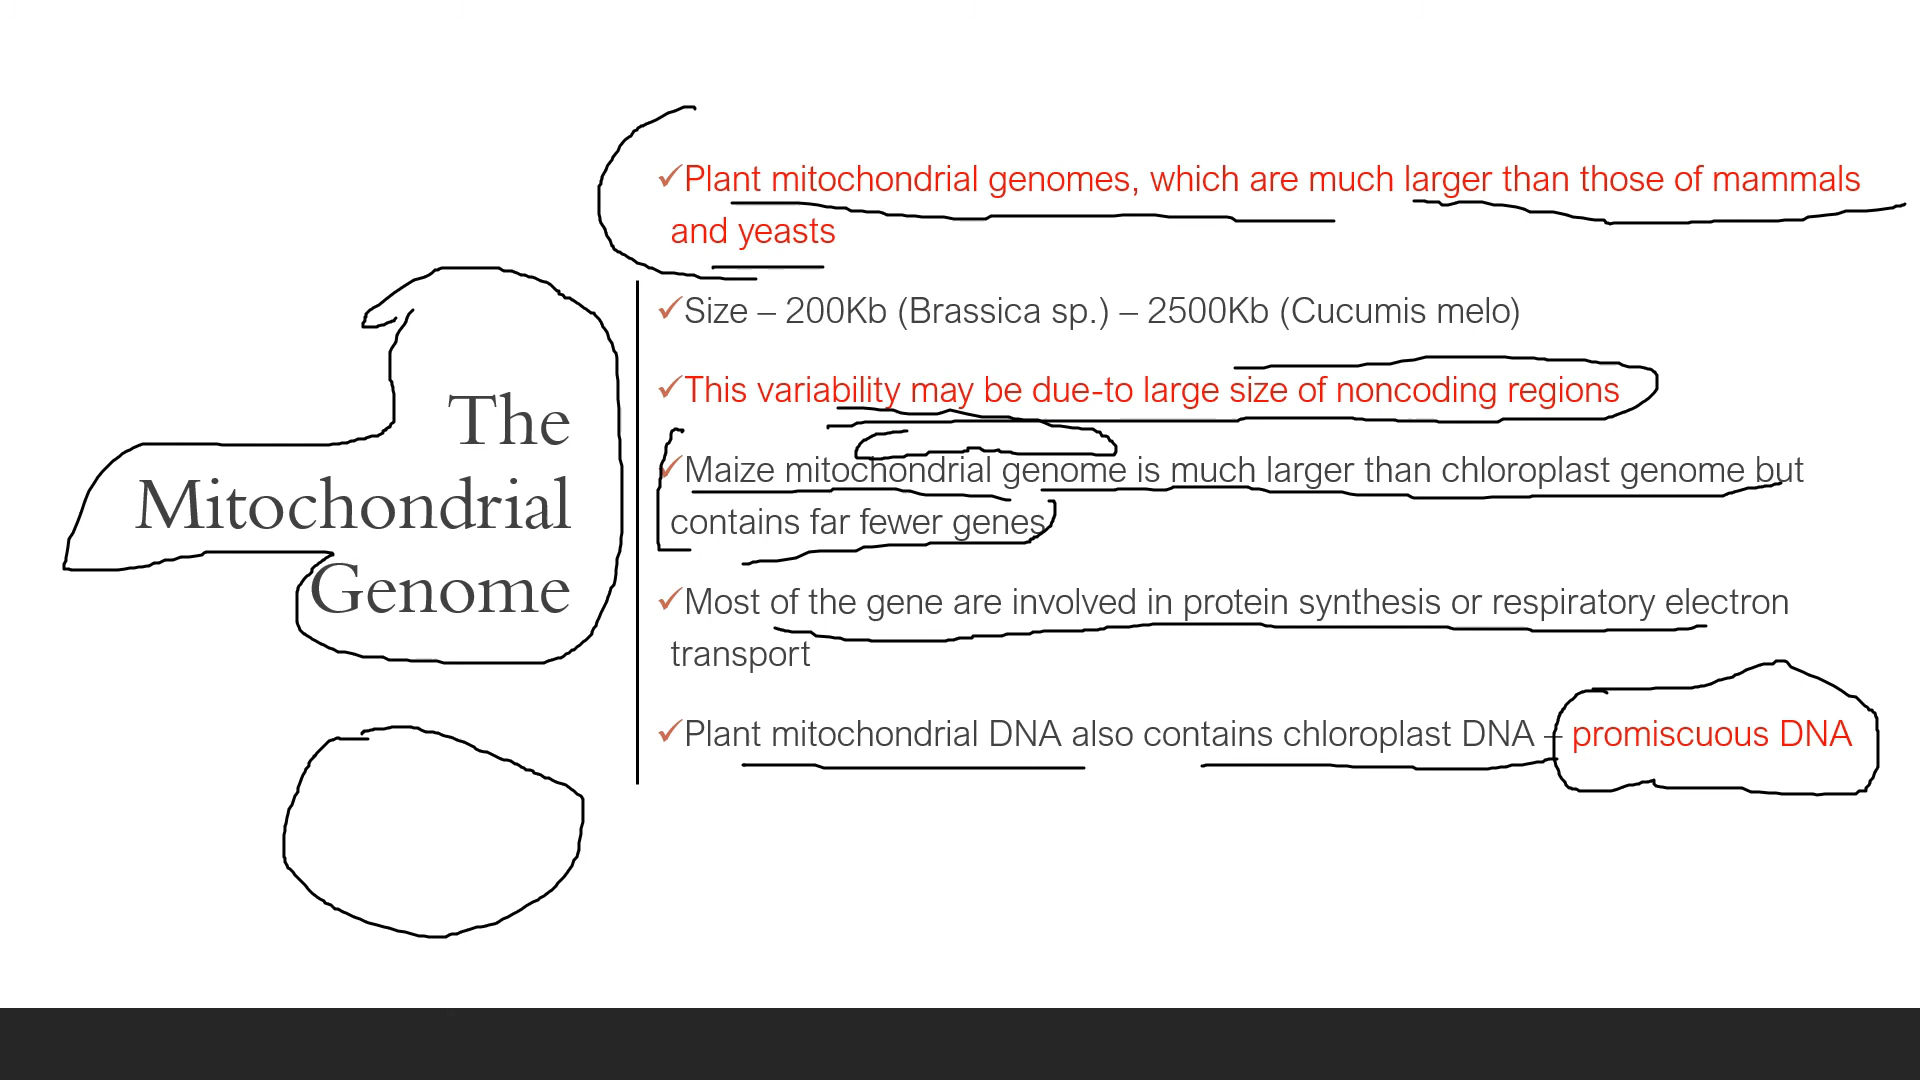 The
Mitochondrial
Genome
✓Plant mitochondrial genomes, which are much larger than those of mammals
and yeasts
✓Size – 200Kb (Brassica sp.) – 2500Kb (Cucumis melo)
✓This variability may be due-to large size of noncoding regions
✓Maize mitochondrial genome is much larger than chloroplast genome but
contains far fewer genes
✓Most of the gene are involved in protein synthesis or respiratory electron
transport
✓Plant mitochondrial DNA also contains chloroplast DNA – promiscuous DNA